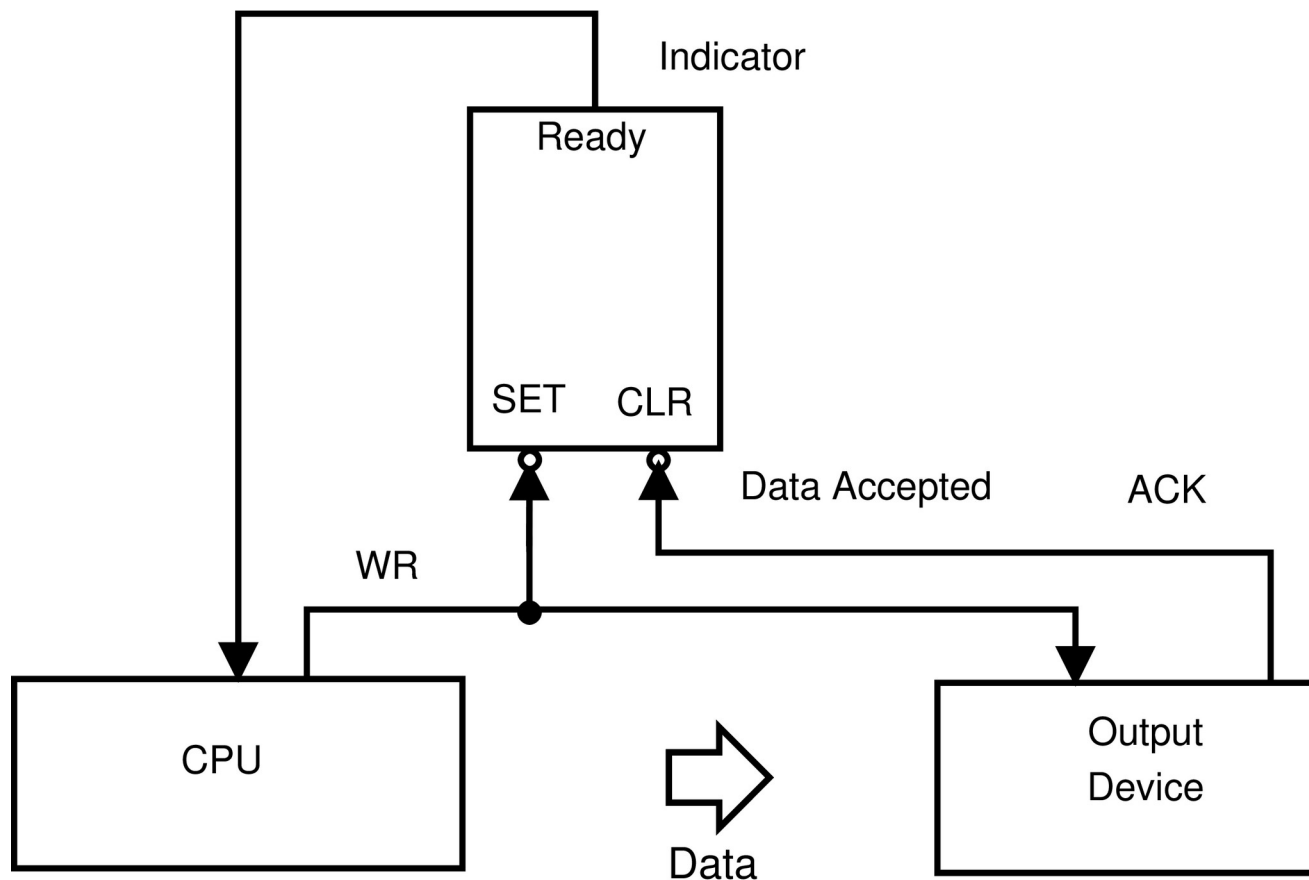 Indicator
Ready
SET
CLR
Data Accepted
ACK
WR
CPU
Output
Device
Data